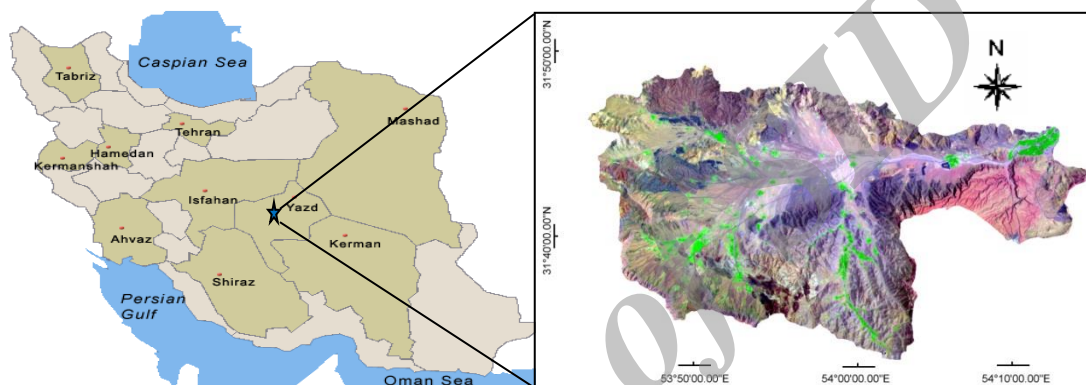 Caspian Sea
Tabriz
Tehran
Mashad
Hamedan
Kermanshah
Isfahan
Yazd
Ahvaz
Kerman
Shiraz
Persian
Gulf
Oman Sea
N
31°50'00.00"N
31°40'00.00"N
53°50'00.00"E
54°00'00.00"E
54°10'00.00"E